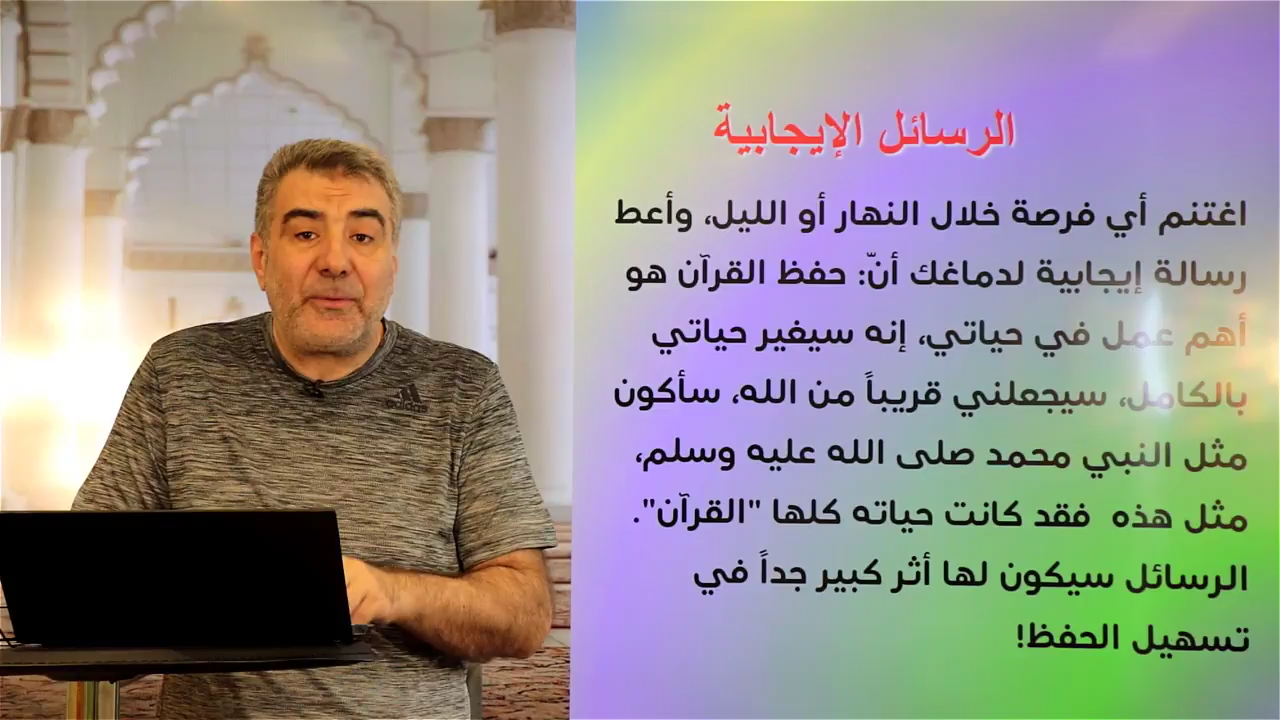 الرسائل الإيجابية
اغتنم أي فرصة خلال النهار أو الليل، وأعط
رسالة إيجابية لدماغك أنّ: حفظ القرآن هو
أهم عمل في حياتي، إنه سيغير حياتي
بالكامل، سيجعلني قريباً من الله، سأكون
مثل النبي محمد صلى الله عليه وسلم،
مثل هذه  فقد كانت حياته كلها "القرآن".
الرسائل سيكون لها أثر كبير جداً في
تسهيل الحفظ!
adidas